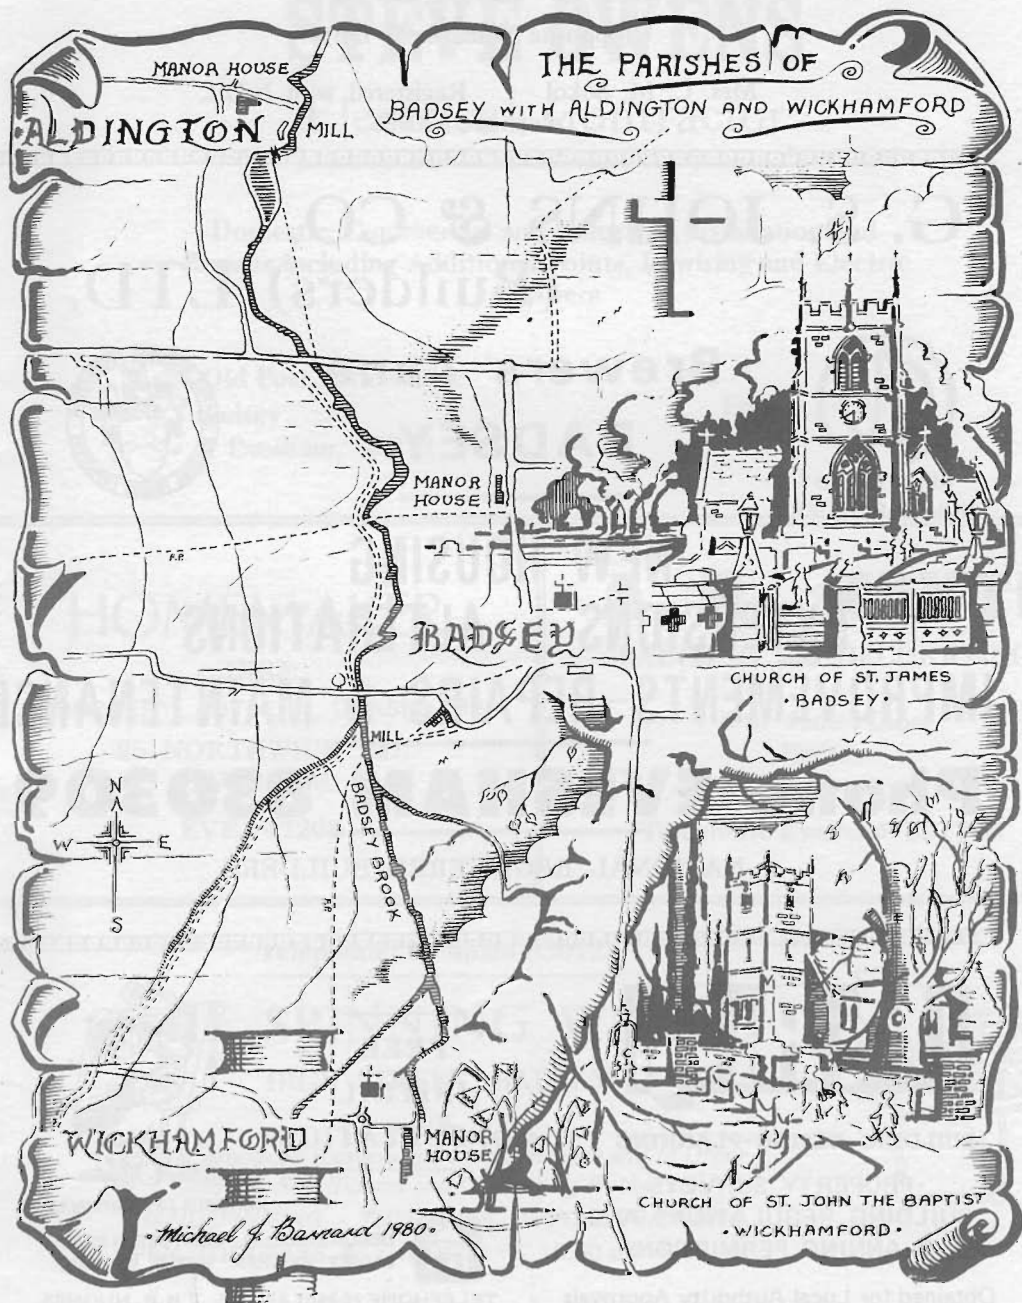 THE PARISHES OF
BADSEY WITH ALDINGTON AND WICKHAMFORD
MANOR HOUSE
ALDINGTON
MILL
MANOR
HOUSE
F.P.
BADSEY
CHURCH OF ST. JAMES
· BADSEY ·
MILL
BADSEY BROOK
N
W
E
S
WICKHAMFORD
MANOR
HOUSE
CHURCH OF ST. JOHN THE BAPTIST
· WICKHAMFORD ·
· Michael J. Barnard 1980 ·